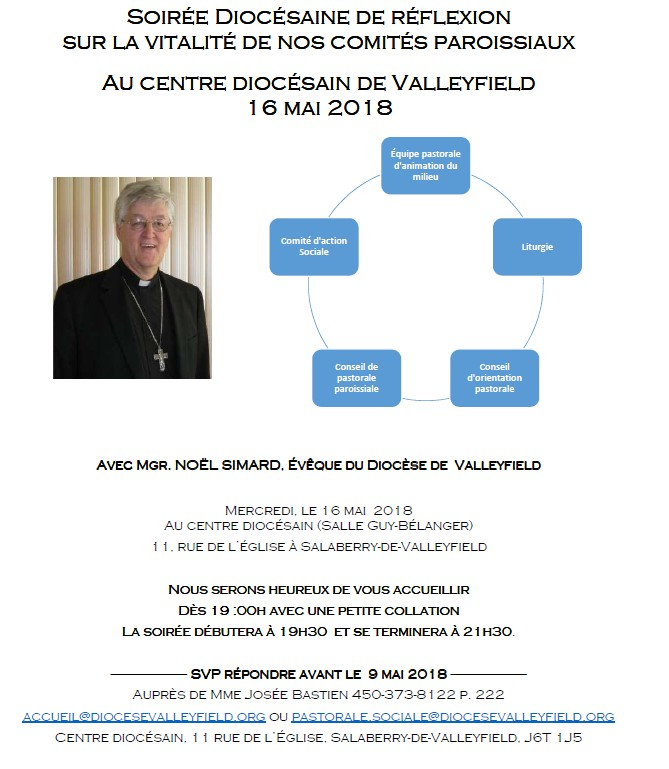 Soirée Diocésaine de réflexion
sur la vitalité de nos comités paroissiaux
Au centre diocésain de Valleyfield
16 mai 2018
Équipe pastorale
d'animation du
milieu
Comité d'action
Sociale
Liturgie
Conseil de
pastorale
paroissiale
Conseil
d'orientation
pastorale
Avec Mgr. NOËL SIMARD, évêque du Diocèse de Valleyfield
Mercredi, le 16 mai 2018
Au centre diocésain (Salle Guy-Bélanger)
11, rue de l'église à Salaberry-de-Valleyfield
Nous serons heureux de vous accueillir
Dès 19 :00h avec une petite collation
La soirée débutera à 19h30 et se terminera à 21h30.
SVP répondre avant le 9 mai 2018
Auprès de Mme Josée Bastien 450-373-8122 p. 222
accueil@diocesevalleyfield.org ou pastorale.sociale@diocesevalleyfield.org
Centre diocésain, 11 rue de l'Église, Salaberry-de-Valleyfield, J6T 1J5